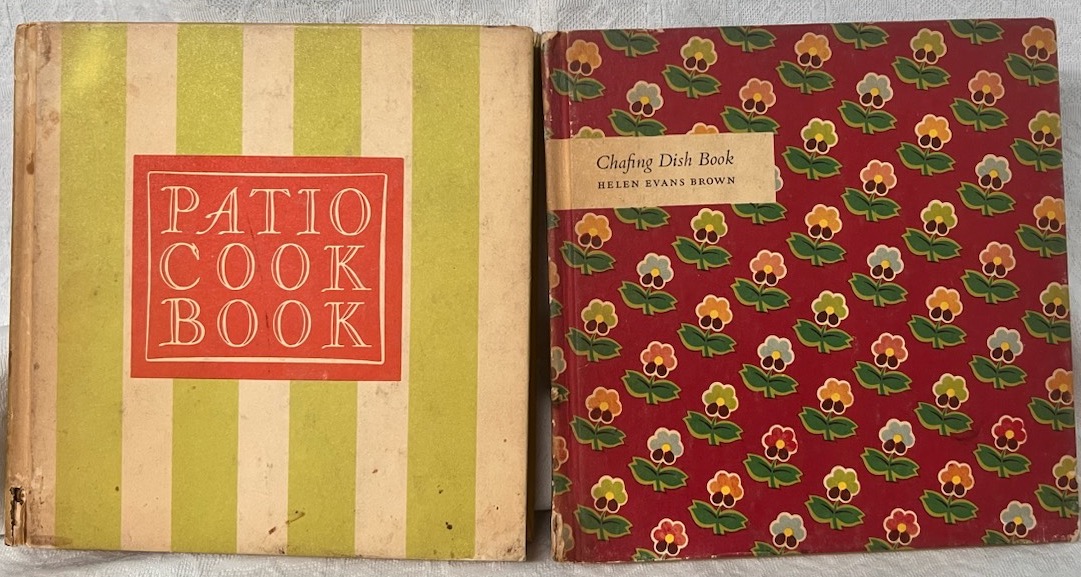 PATIO
COOK
BOOK
Chafing Dish Book
HELEN EVANS BROWN